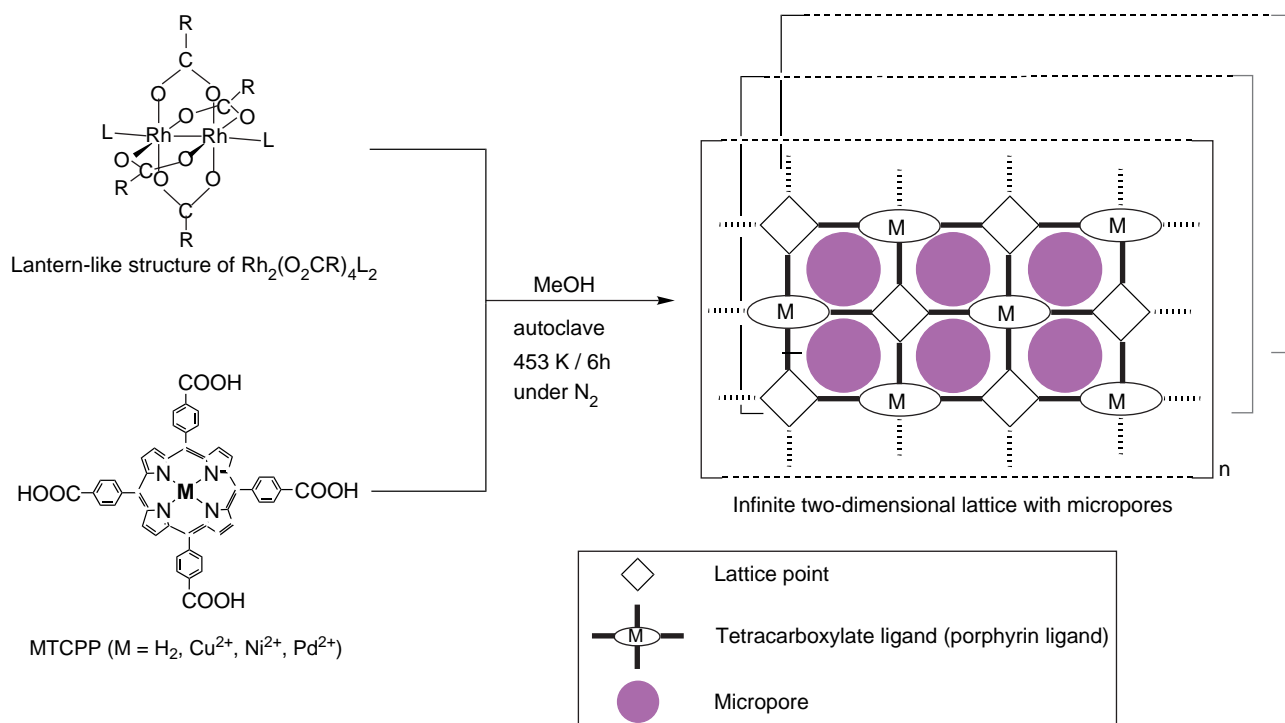 R
C
O
O
R
O
C
O
L
Rh
Rh
L
O
C
O
O
O
R
C
R
Lantern-like structure of Rh2(O2CR)4L2
COOH
N
N
HOOC
M
COOH
N
N
COOH
MTCPP (M = H2, Cu2+, Ni2+, Pd2+)
MeOH
autoclave
453 K / 6h
under N2
M
M
M
M
M
M
n
Infinite two-dimensional lattice with micropores
Lattice point
M
Tetracarboxylate ligand (porphyrin ligand)
Micropore